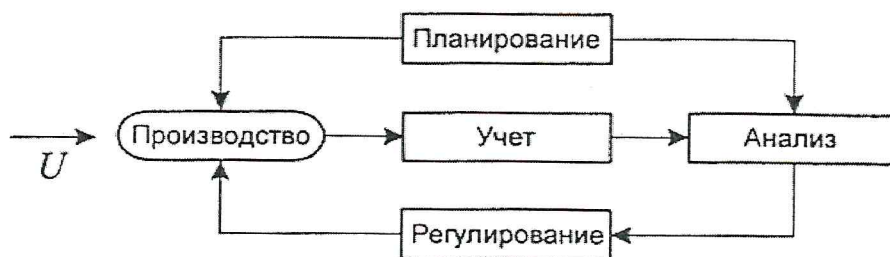 Планирование
Производство
Учет
Анализ
U
Регулирование